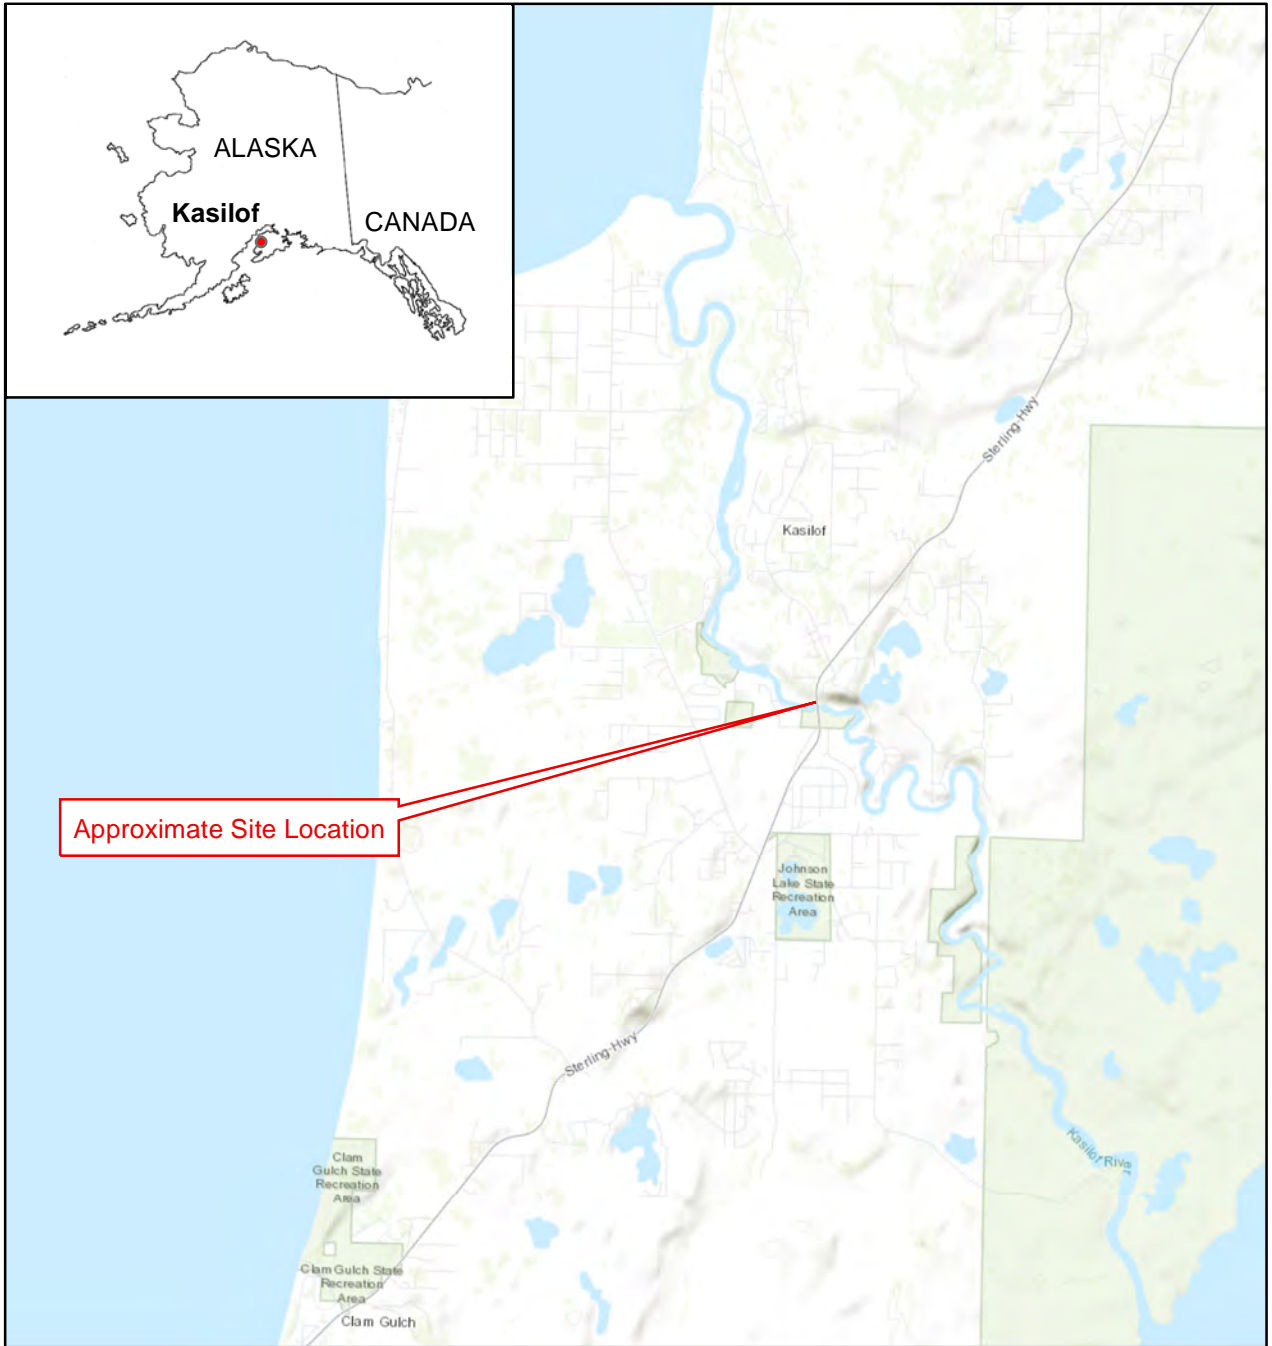 ALASKA
Kasilof
CANADA
Sterling-Hwy
Kasilof
Approximate Site Location
Johnson
Lake State
Recreation
Area
Sterling-Hwy
Kasilof River
Clam
Gulch State
Recreation
Area
Clam Gulch State
Recreation
Area
Clam Gulch